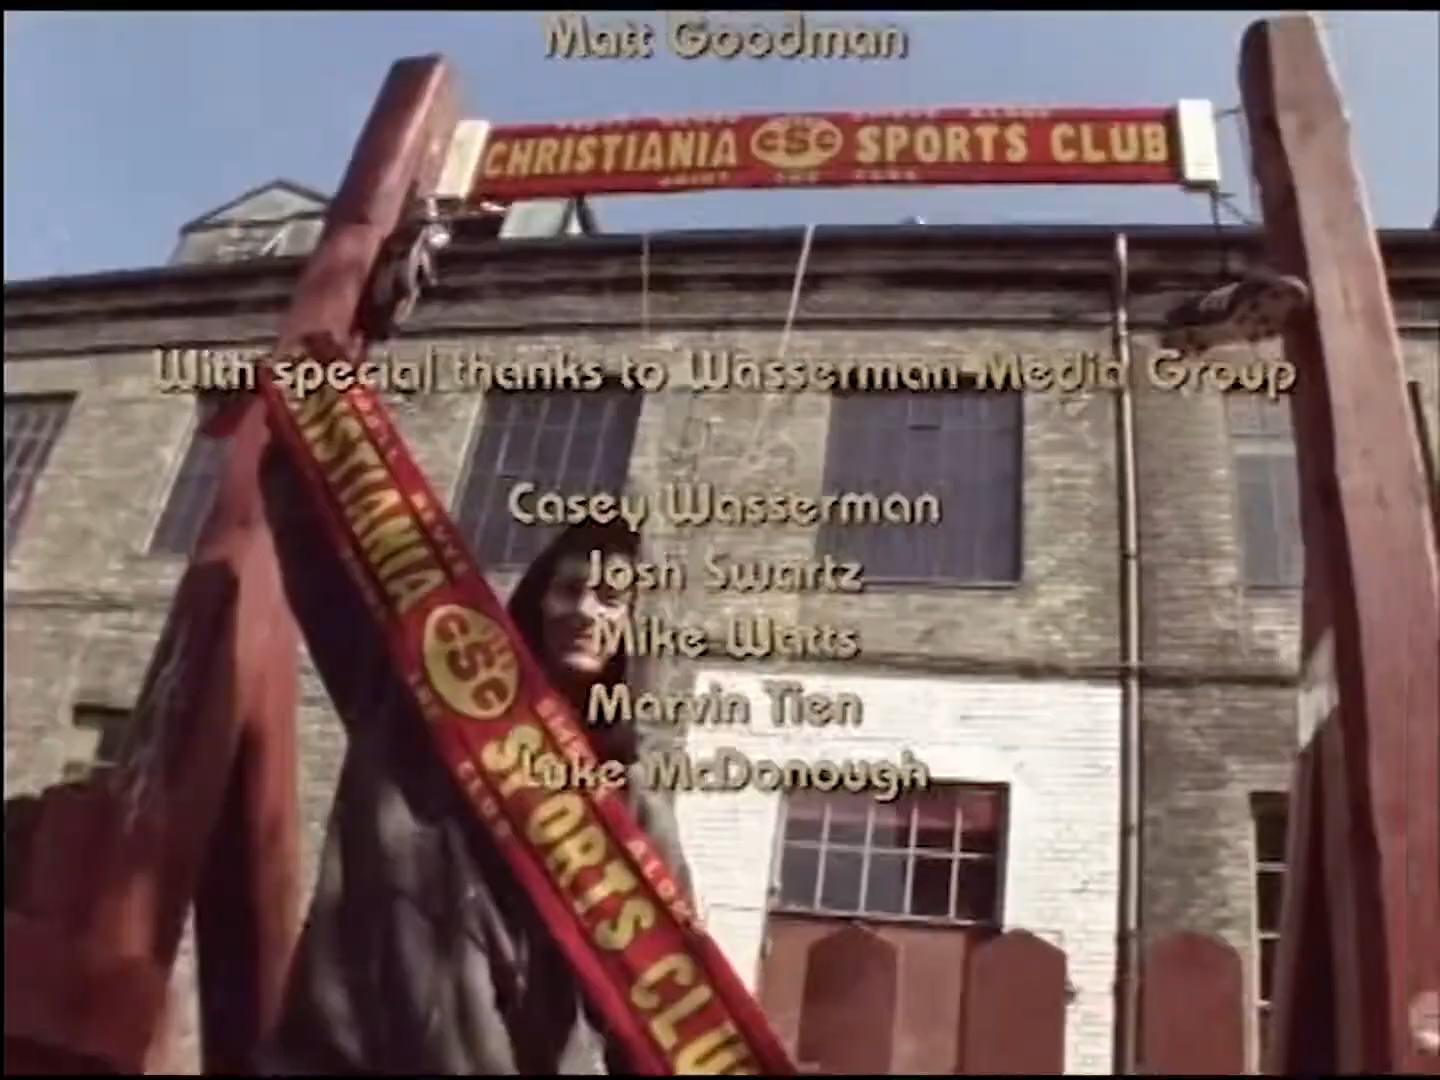 Matt Goodman
CHRISTIANIA CSC SPORTS CLUB
With special thanks to Wasserman Media Group
Casey Wasserman
Josh Swartz
Mike Watts
Marvin Tien
Luke McDonough
CSC
SPORTS